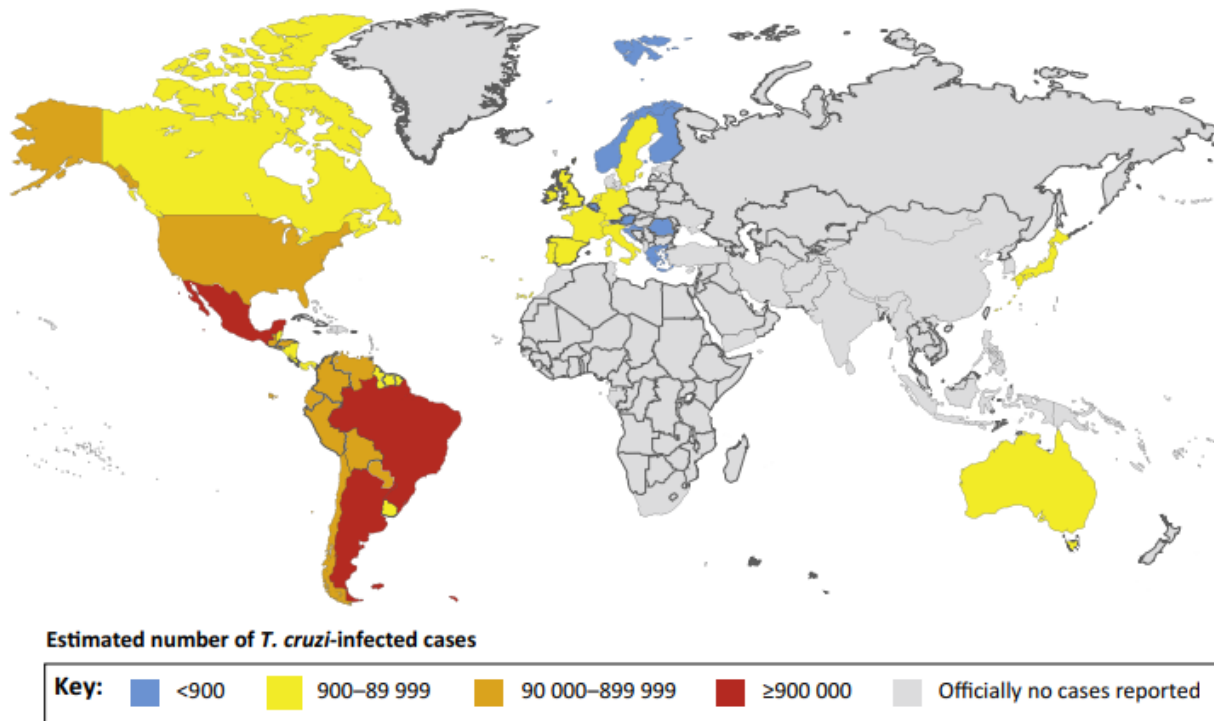 Estimated number of T. cruzi-infected cases
Key: <900 900–89 999 90 000–899 999 ≥900 000 Officially no cases reported